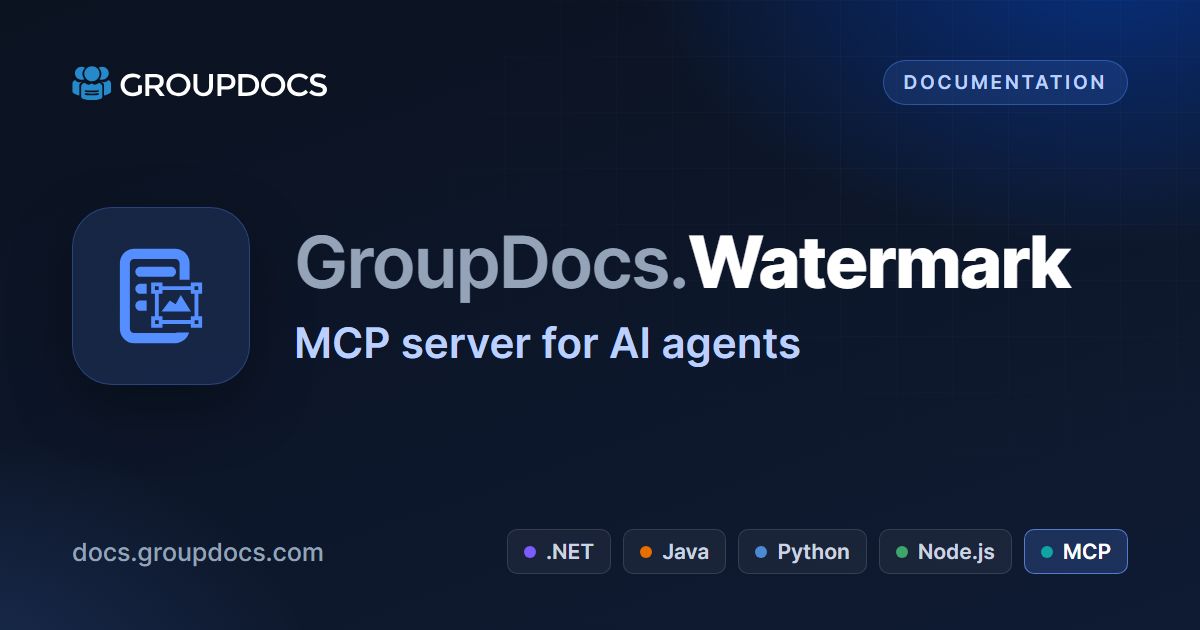 GROUPDOCS
DOCUMENTATION
GroupDocs.Watermark
MCP server for AI agents
docs.groupdocs.com
.NET
Java
Python
Node.js
MCP